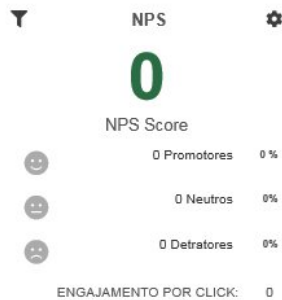 NPS
0
NPS Score
0 Promotores 0 %
0 Neutros 0%
0 Detratores 0%
ENGAJAMENTO POR CLICK: 0